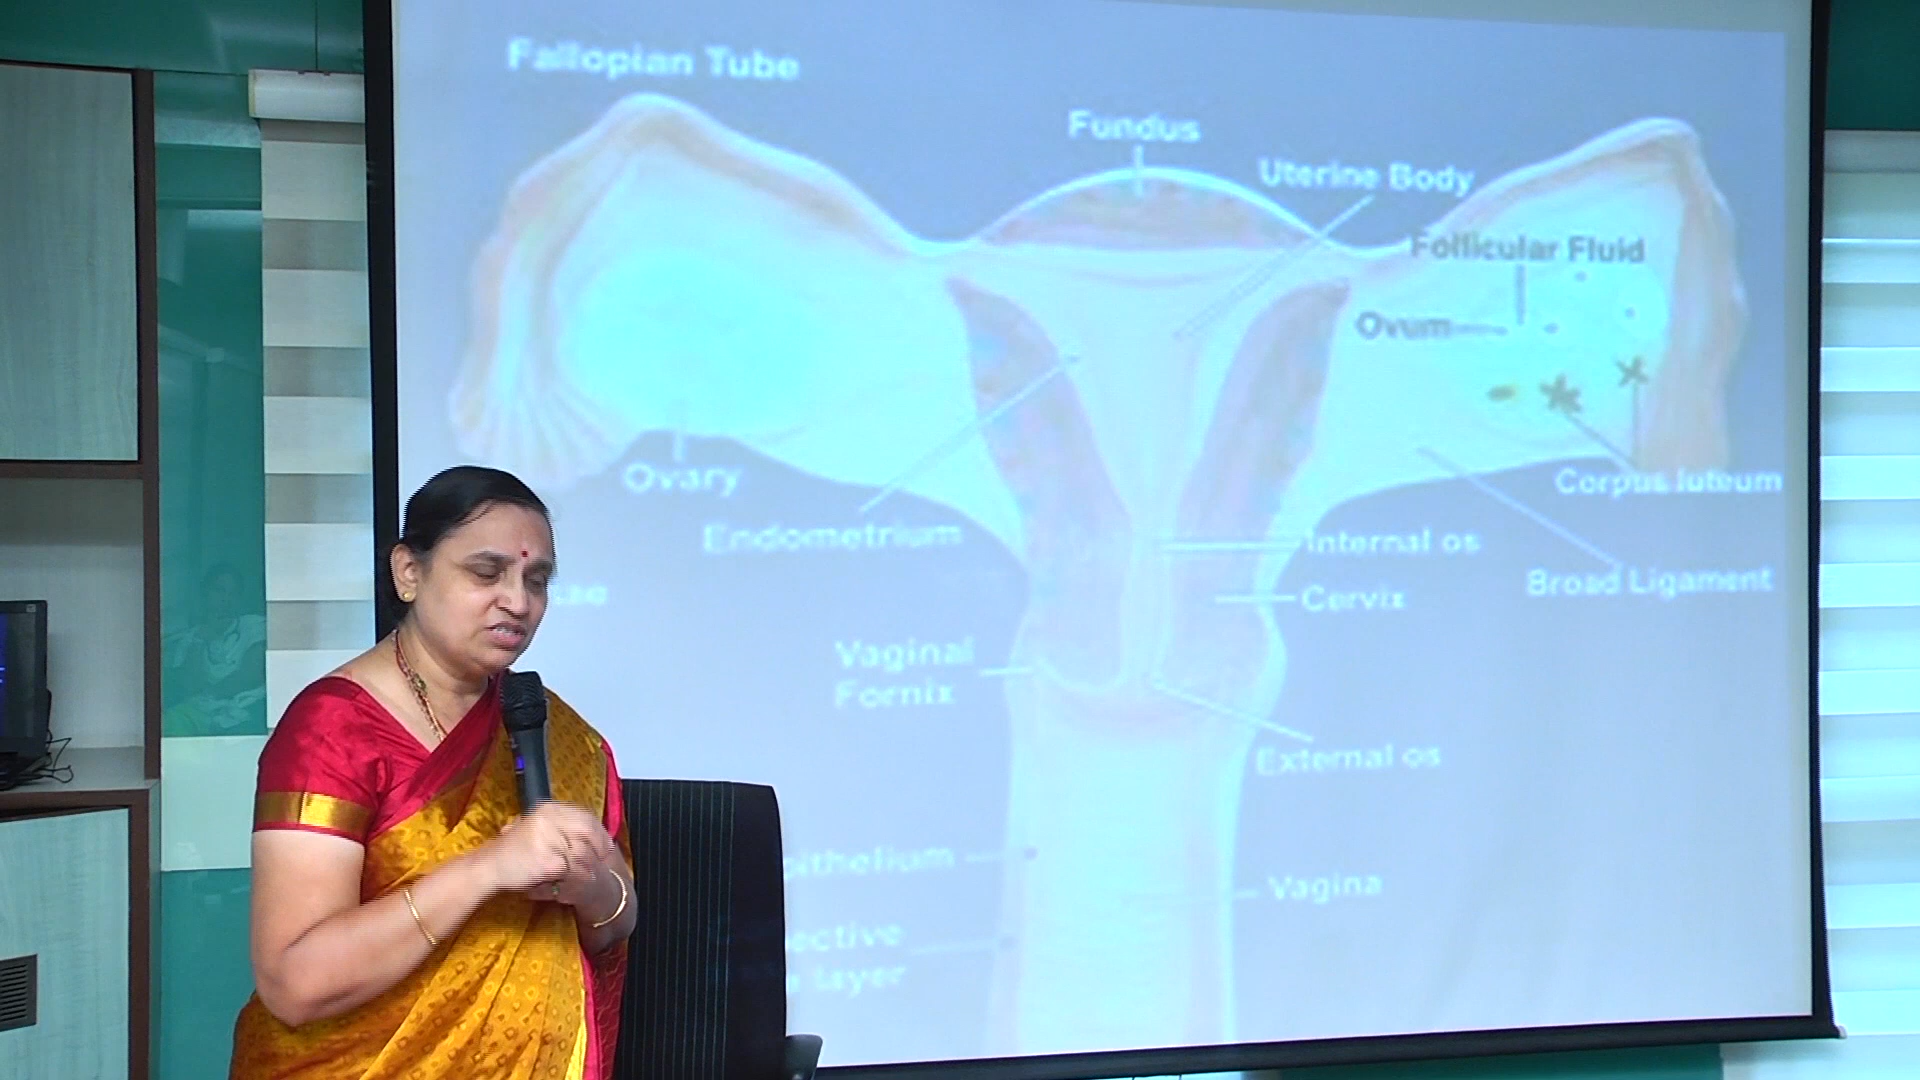 Fallopian Tube
Fundus
Uterine Body
Follicular Fluid
Ovum
Ovary
Corpus luteum
Endometrium
Internal os
Broad Ligament
Cervix
Vaginal
Fornix
External os
Vagina
layer